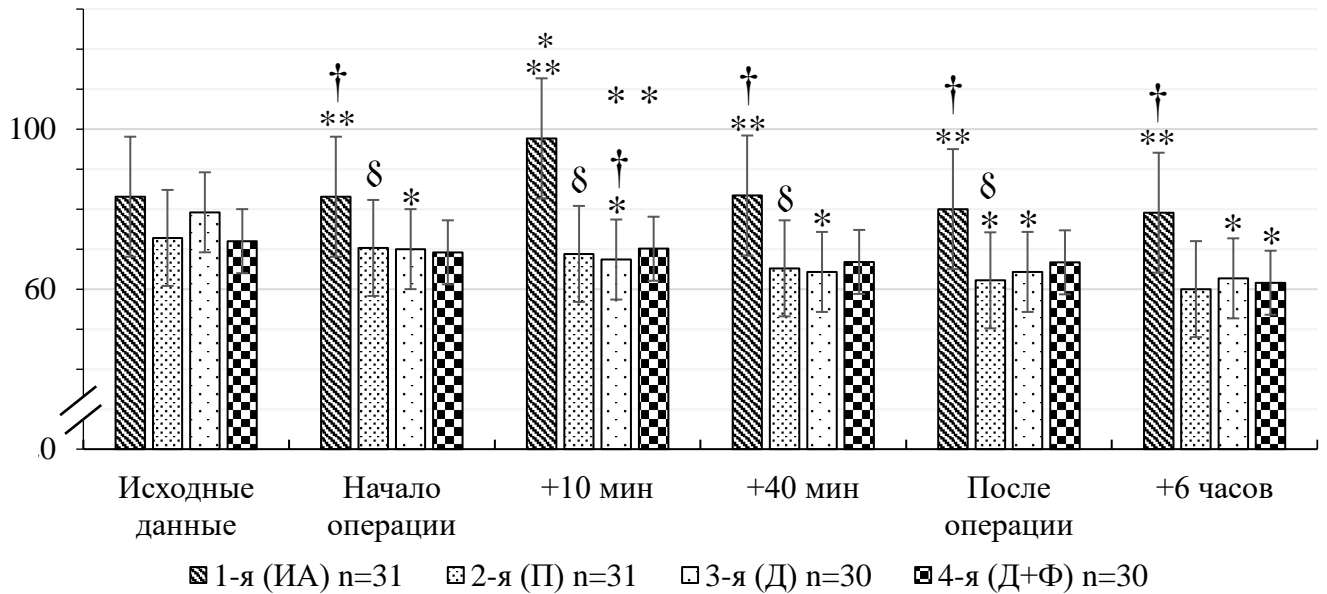 *
† ** † † †
** * * ** ** **
100
δ * δ † * δ δ * * * * *
60
.0
Исходные Начало +10 мин +40 мин После +6 часов
данные операции операции
1-я (ИА) n=31 2-я (П) n=31 3-я (Д) n=30 4-я (Д+Ф) n=30